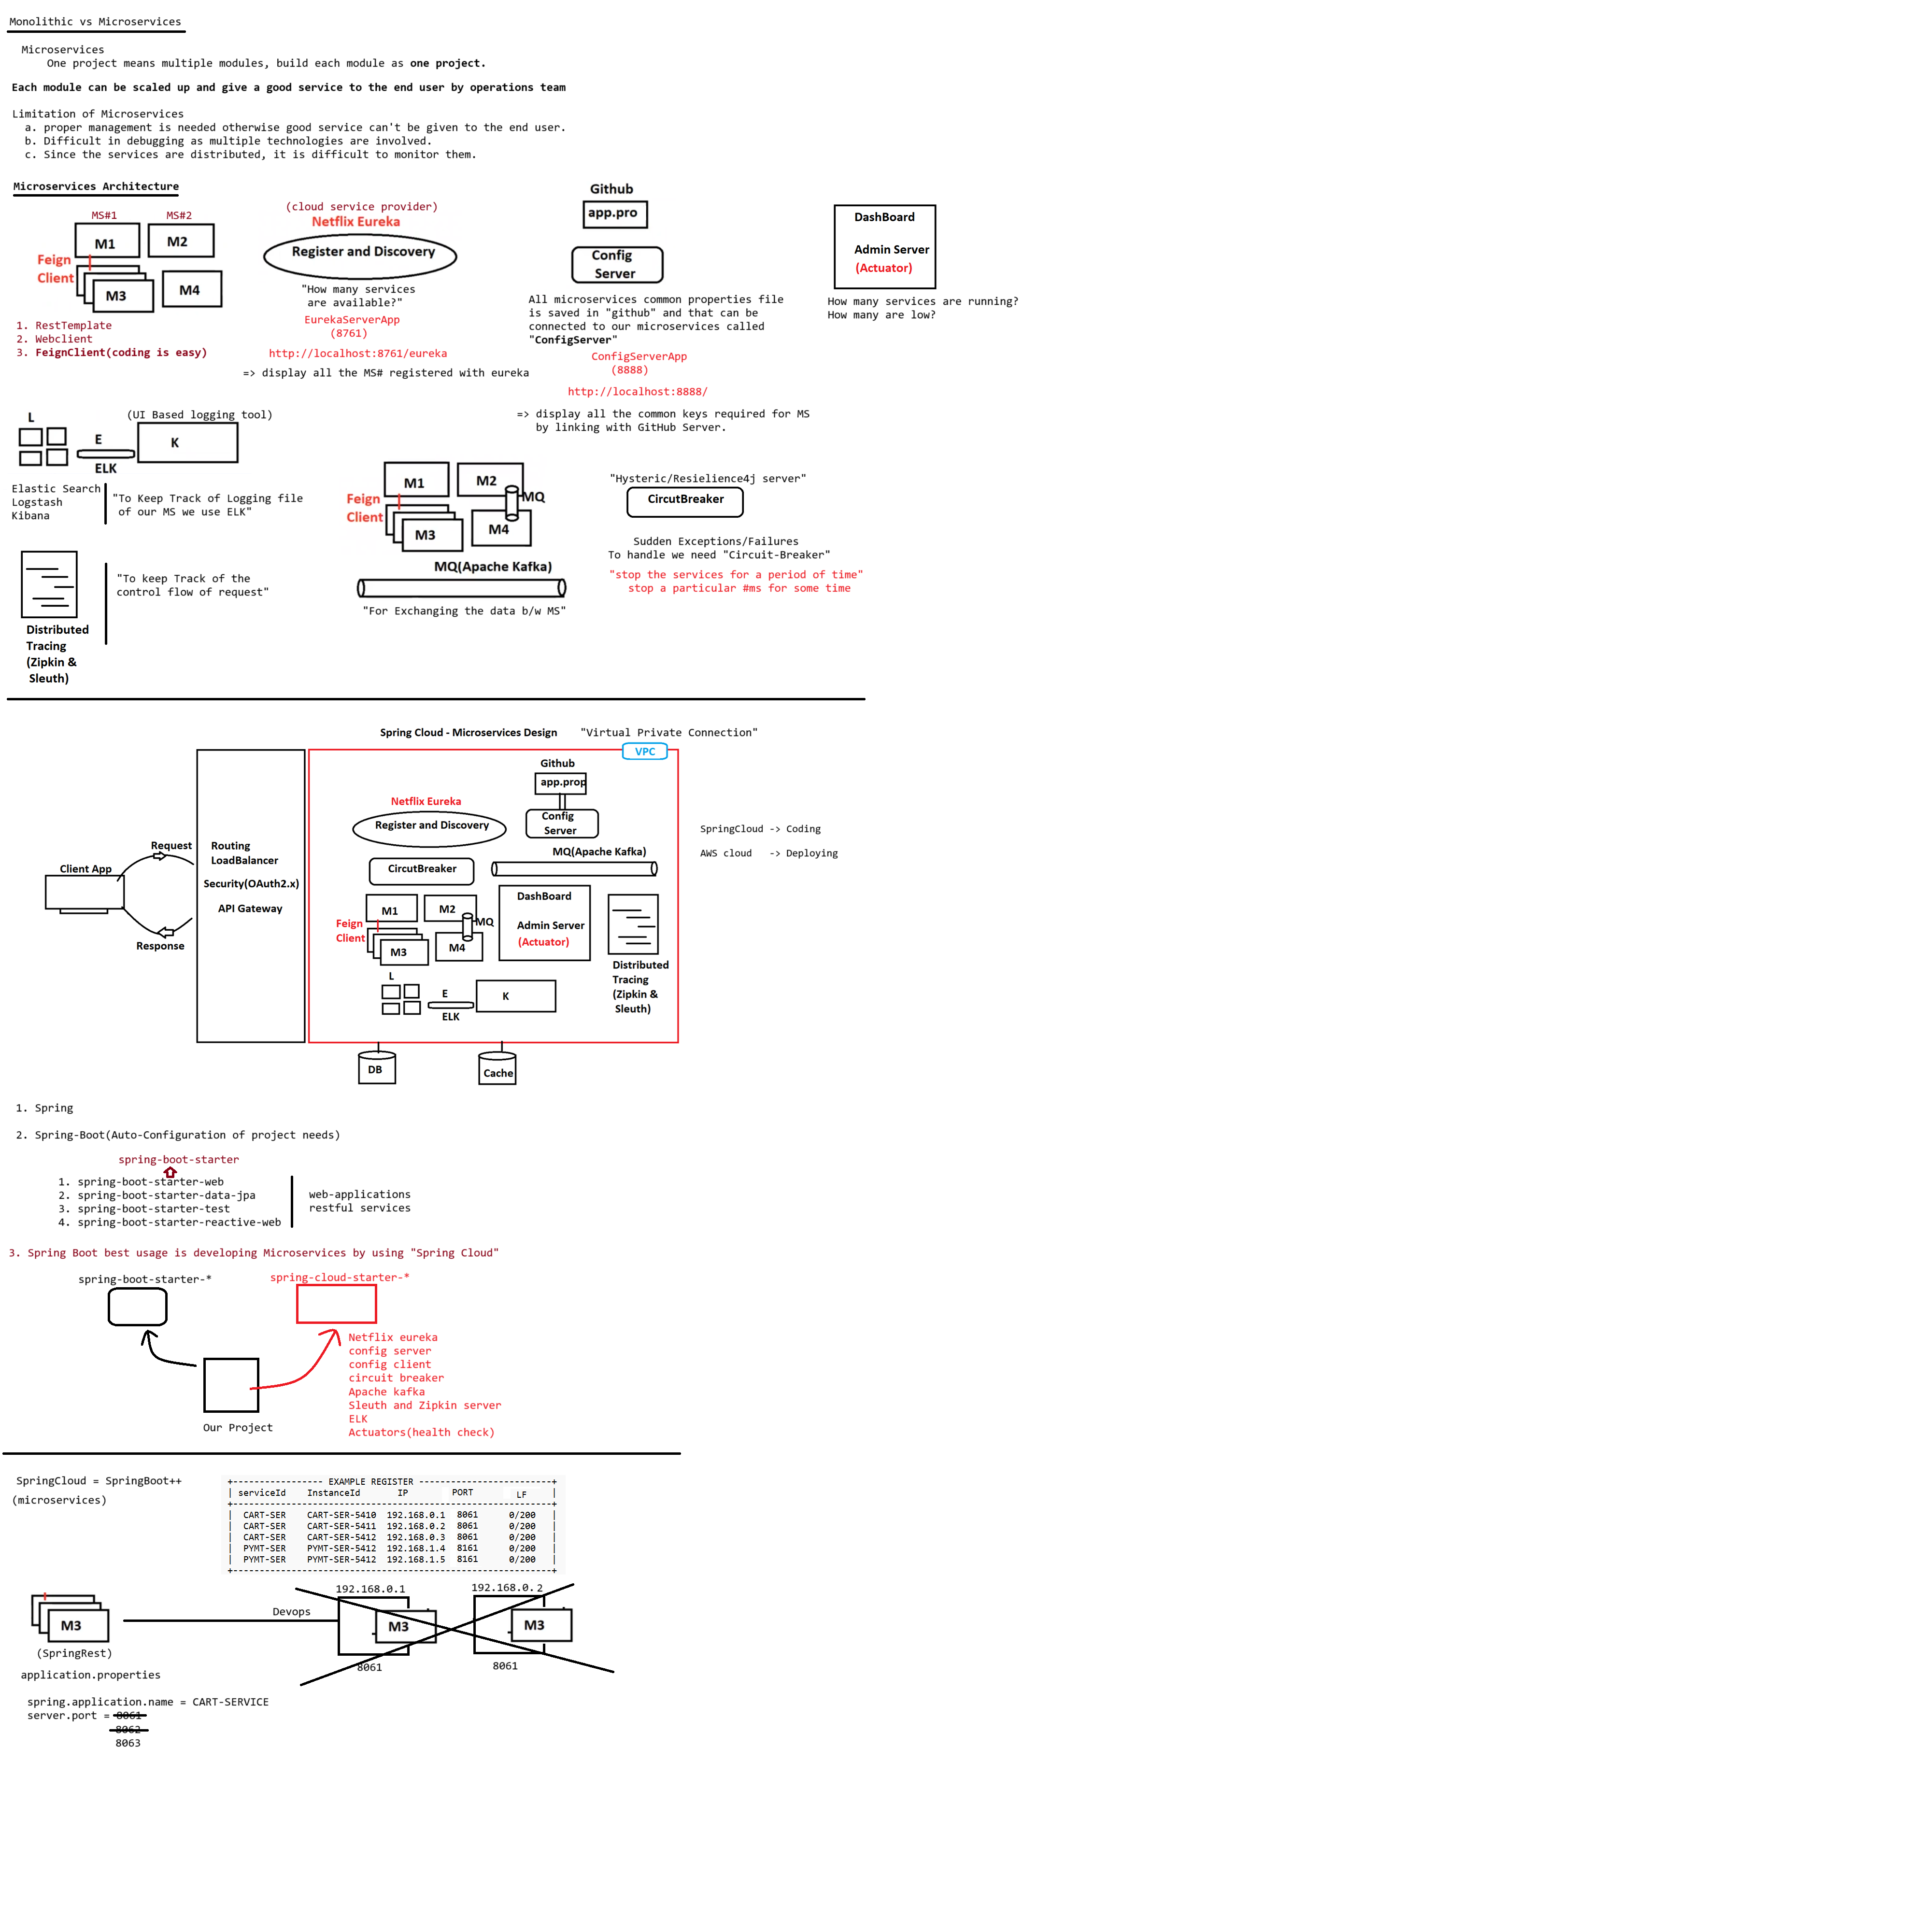 Monolithic vs Microservices
Microservices
One project means multiple modules, build each module as one project.
Each module can be scaled up and give a good service to the end user by operations team
Limitation of Microservices
a. proper management is needed otherwise good service can't be given to the end user.
b. Difficult in debugging as multiple technologies are involved.
c. Since the services are distributed, it is difficult to monitor them.
Microservices Architecture
MS#1 MS#2
M1 M2
Feign
Client
M3 M4
1. RestTemplate
2. Webclient
3. FeignClient(coding is easy)
(cloud service provider)
Netflix Eureka
Register and Discovery
"How many services
are available?"
EurekaServerApp
(8761)
http://localhost:8761/eureka
=> display all the MS# registered with eureka
Github
app.pro
Config
Server
All microservices common properties file
is saved in "github" and that can be
connected to our microservices called
"ConfigServer"
ConfigServerApp
(8888)
http://localhost:8888/
=> display all the common keys required for MS
by linking with GitHub Server.
DashBoard
Admin Server
(Actuator)
How many services are running?
How many are low?
L
(UI Based logging tool)
E
K
ELK
Elastic Search
Logstash
Kibana
"To Keep Track of Logging file
of our MS we use ELK"
M1 M2
MQ
Feign
Client
M3 M4
MQ(Apache Kafka)
"For Exchanging the data b/w MS"
"Hysteric/Resielience4j server"
CircutBreaker
Sudden Exceptions/Failures
To handle we need "Circuit-Breaker"
"stop the services for a period of time"
stop a particular #ms for some time
"To keep Track of the
control flow of request"
Distributed
Tracing
(Zipkin &
Sleuth)
Spring Cloud - Microservices Design "Virtual Private Connection"
VPC
Github
app.prop
Netflix Eureka
Register and Discovery
Config
Server
MQ(Apache Kafka)
CircutBreaker
Request
Client App
Response
Routing
LoadBalancer
Security(OAuth2.x)
API Gateway
M1 M2
MQ
Feign
Client
M3 M4
DashBoard
Admin Server
(Actuator)
Distributed
Tracing
(Zipkin &
Sleuth)
L
E
K
ELK
DB
Cache
SpringCloud -> Coding
AWS cloud -> Deploying
1. Spring
2. Spring-Boot(Auto-Configuration of project needs)
spring-boot-starter
1. spring-boot-starter-web
2. spring-boot-starter-data-jpa
3. spring-boot-starter-test
4. spring-boot-starter-reactive-web
web-applications
restful services
3. Spring Boot best usage is developing Microservices by using "Spring Cloud"
spring-boot-starter-*
spring-cloud-starter-*
Netflix eureka
config server
config client
circuit breaker
Apache kafka
Sleuth and Zipkin server
ELK
Actuators(health check)
Our Project
SpringCloud = SpringBoot++
(microservices)
+----------------- EXAMPLE REGISTER -------------------------+
| serviceId InstanceId IP PORT LF |
+------------------------------------------------------------+
| CART-SER CART-SER-5410 192.168.0.1 8061 0/200 |
| CART-SER CART-SER-5411 192.168.0.2 8061 0/200 |
| CART-SER CART-SER-5412 192.168.0.3 8061 0/200 |
| PYMT-SER PYMT-SER-5412 192.168.1.4 8161 0/200 |
| PYMT-SER PYMT-SER-5412 192.168.1.5 8161 0/200 |
+------------------------------------------------------------+
192.168.0.1 192.168.0.2
Devops
M3 M3 M3
(SpringRest)
8061 8061
application.properties
spring.application.name = CART-SERVICE
server.port = 8061
8062
8063